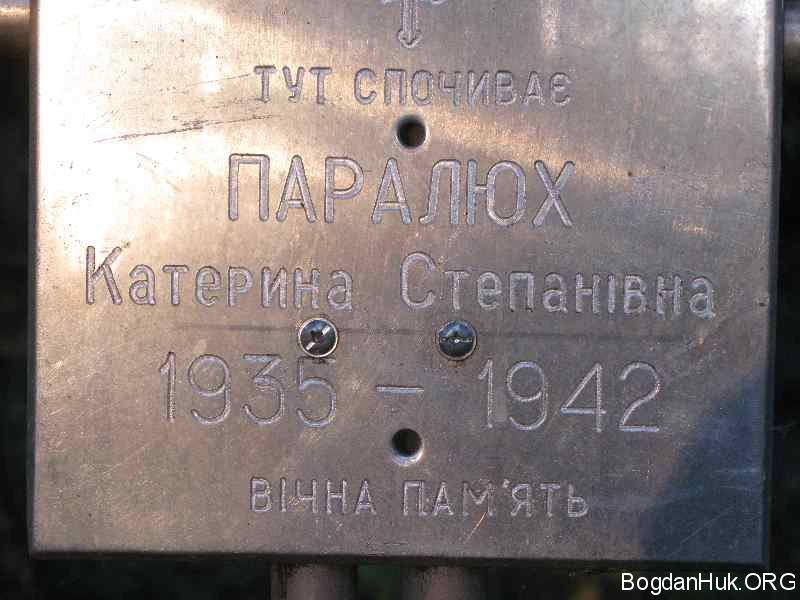 ТУТ СПОЧИВАЄ
ПАРАЛЮХ
Катерина Степанівна
1935 – 1942
ВІЧНА ПАМ'ЯТЬ
BogdanHuk.ORG